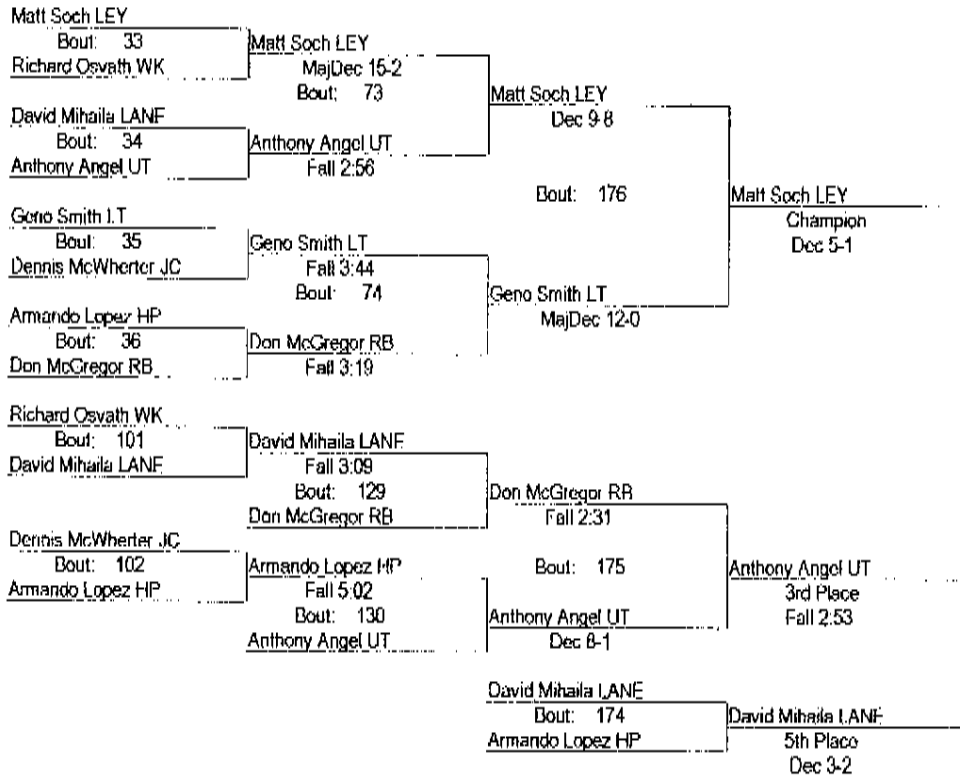 Matt Soch LEY
Bout: 33
Richard Osvath WK
Matt Soch LEY
MajDec 15-2
Bout: 73
David Mihaila LANE
Bout: 34
Anthony Angel UT
Anthony Angel UT
Fall 2:56
Matt Soch LEY
Dec 9-8
Bout: 176
Geno Smith LT
Bout: 35
Dennis McWherter JC
Geno Smith LT
Fall 3:44
Bout: 74
Armando Lopez HP
Bout: 36
Don McGregor RB
Don McGregor RB
Fall 3:19
Geno Smith LT
MajDec 12-0
Matt Soch LEY
Champion
Dec 5-1
Richard Osvath WK
Bout: 101
David Mihaila LANE
David Mihaila LANE
Fall 3:09
Bout: 129
Don McGregor RB
Don McGregor RB
Fall 2:31
Bout: 175
Dennis McWherter JC
Bout: 102
Armando Lopez HP
Armando Lopez HP
Fall 5:02
Bout: 130
Anthony Angel UT
Anthony Angel UT
Dec 8-1
Anthony Angel UT
3rd Place
Fall 2:53
David Mihaila LANE
Bout: 174
Armando Lopez HP
David Mihaila LANE
5th Place
Dec 3-2